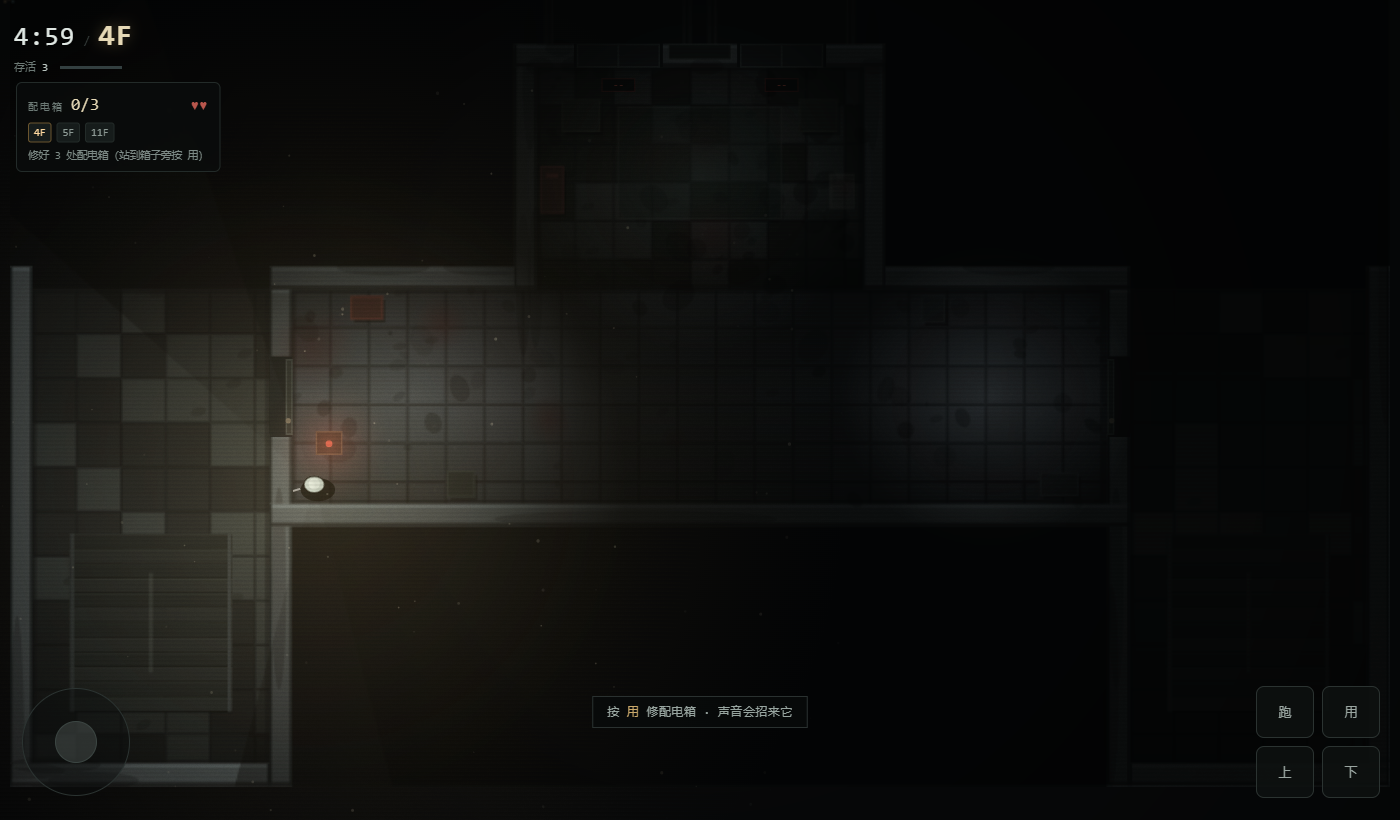 4:59 / 4F
存活 3
配电箱 0/3 ♥♥
4F 5F 11F
修好 3 处配电箱 (站到箱子旁按 用)
-- --
按 用 修配电箱 · 声音会招来它
跑 用
上 下